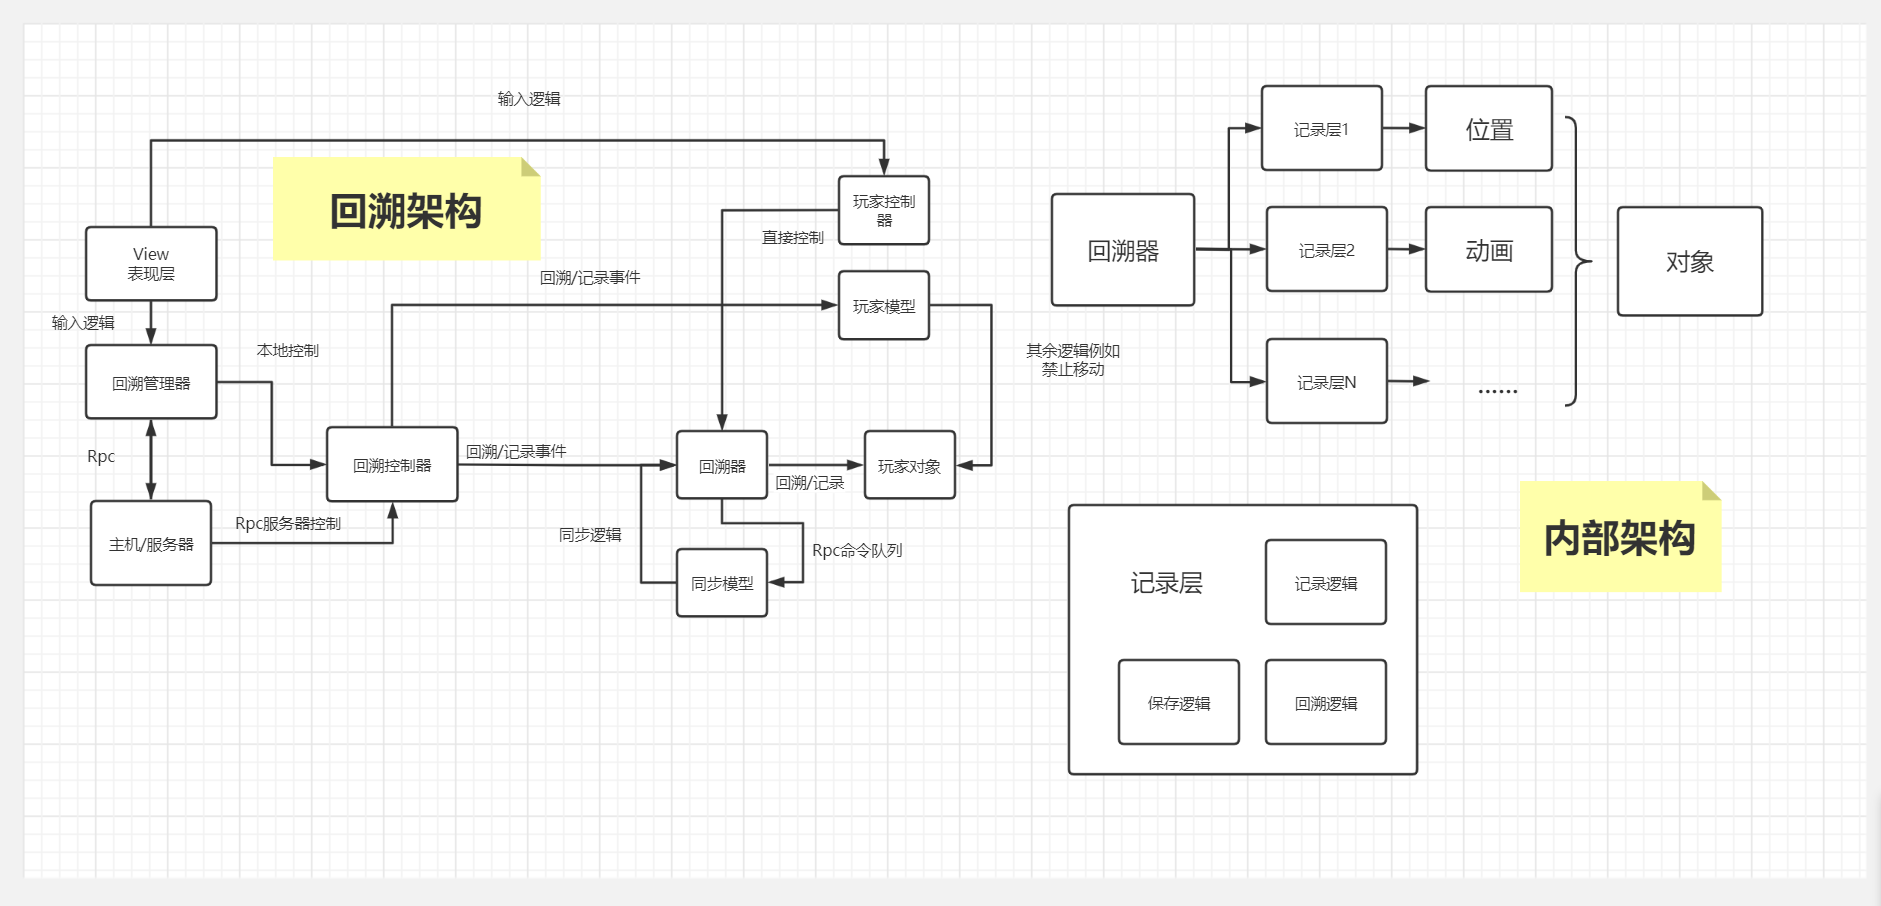 输入逻辑
回溯架构
View
表现层
输入逻辑
回溯管理器
Rpc
主机/服务器
本地控制
Rpc服务器控制
回溯控制器
回溯/记录事件
回溯/记录事件
玩家控制
器
直接控制
玩家模型
其余逻辑例如
禁止移动
回溯器
回溯/记录
玩家对象
同步逻辑
同步模型
Rpc命令队列
回溯器
记录层1
位置
记录层2
动画
记录层N
......
对象
内部架构
记录层
记录逻辑
保存逻辑
回溯逻辑